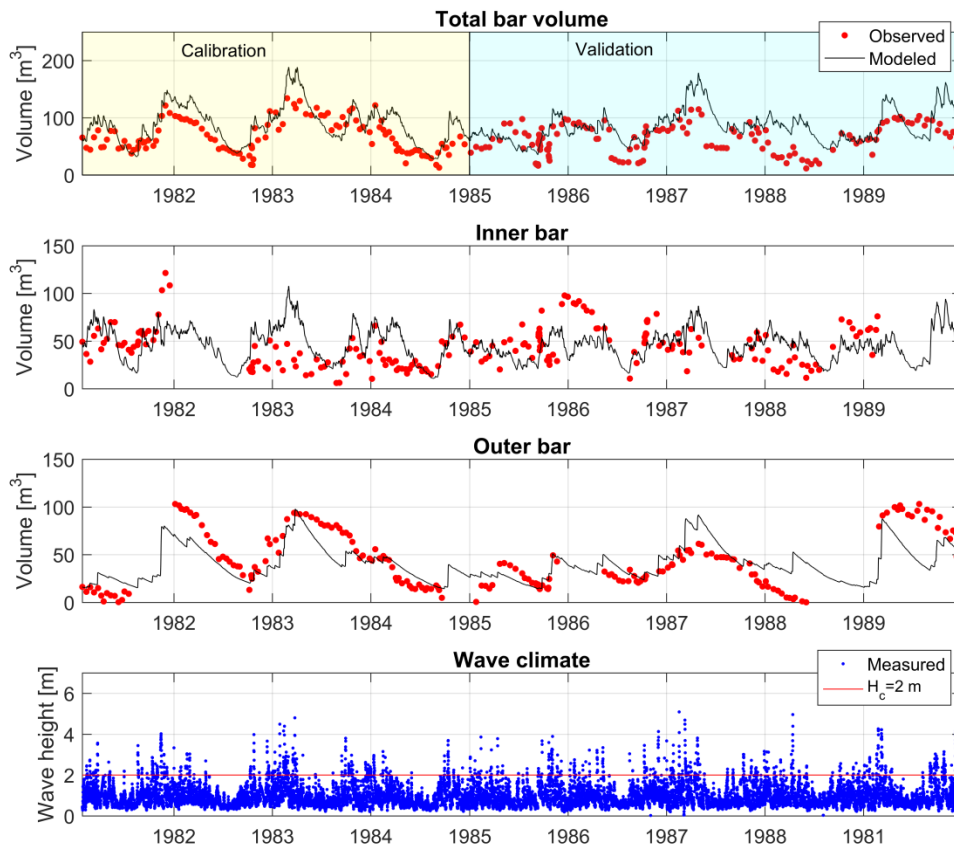 Total bar volume
Calibration
Validation
Observed
Modeled
Volume [m³]
200
100
0
1982 1983 1984 1985 1986 1987 1988 1989
Inner bar
Volume [m³]
150
100
50
0
1982 1983 1984 1985 1986 1987 1988 1989
Outer bar
Volume [m³]
150
100
50
0
1982 1983 1984 1985 1986 1987 1988 1989
Wave climate
Measured
H_c=2 m
Wave height [m]
6
4
2
0
1982 1983 1984 1985 1986 1987 1988 1981